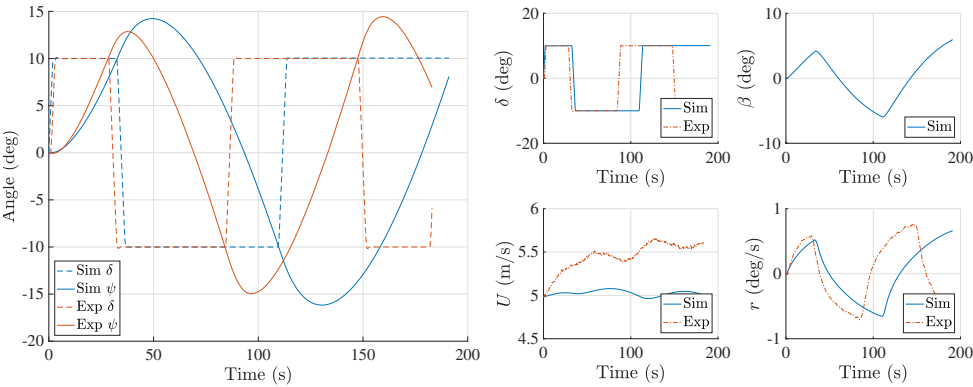 15
10
5
0
-5
-10
-15
-20
Angle (deg)
0
50
100
150
200
Time (s)
Sim δ
Sim ψ
Exp δ
Exp ψ
20
0
-20
δ (deg)
0
100
200
Time (s)
Sim
Exp
10
0
-10
β (deg)
0
100
200
Time (s)
Sim
6
5.5
5
4.5
U (m/s)
0
100
200
Time (s)
Sim
Exp
1
0
-1
r (deg/s)
0
100
200
Time (s)
Sim
Exp